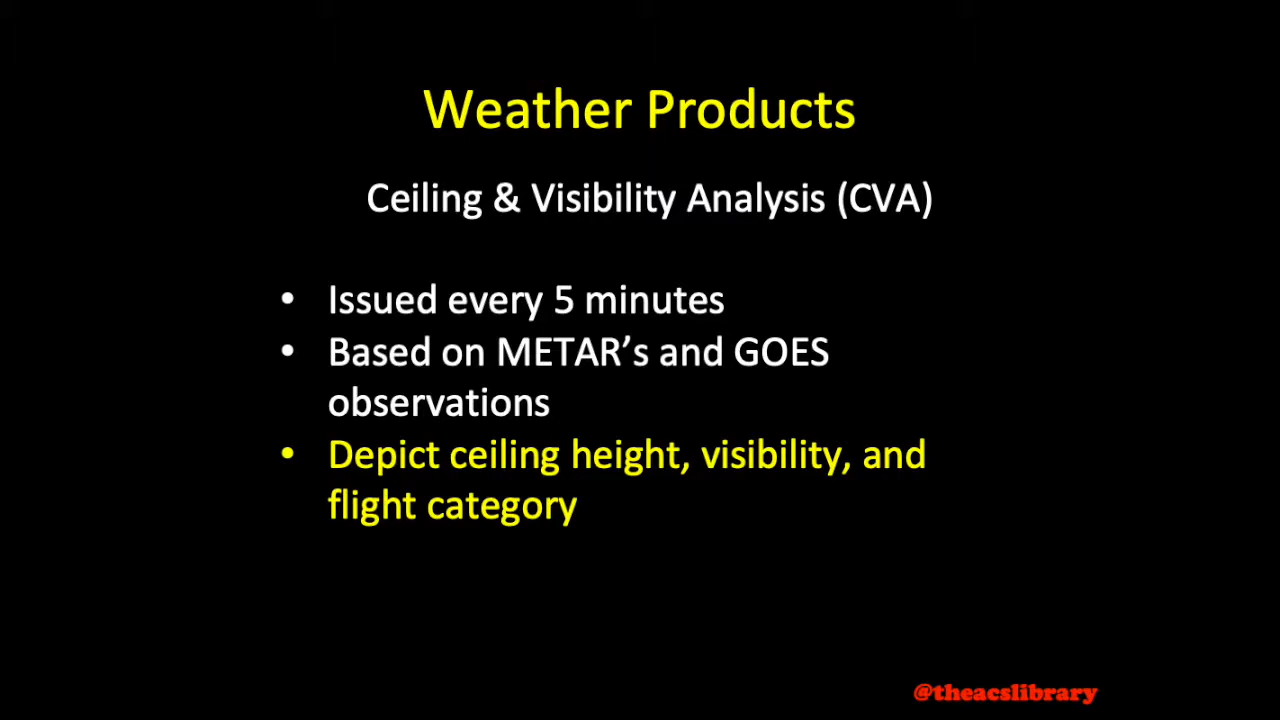 Weather Products
Ceiling & Visibility Analysis (CVA)
• Issued every 5 minutes
• Based on METAR’s and GOES
observations
• Depict ceiling height, visibility, and
flight category
@theacslibrary